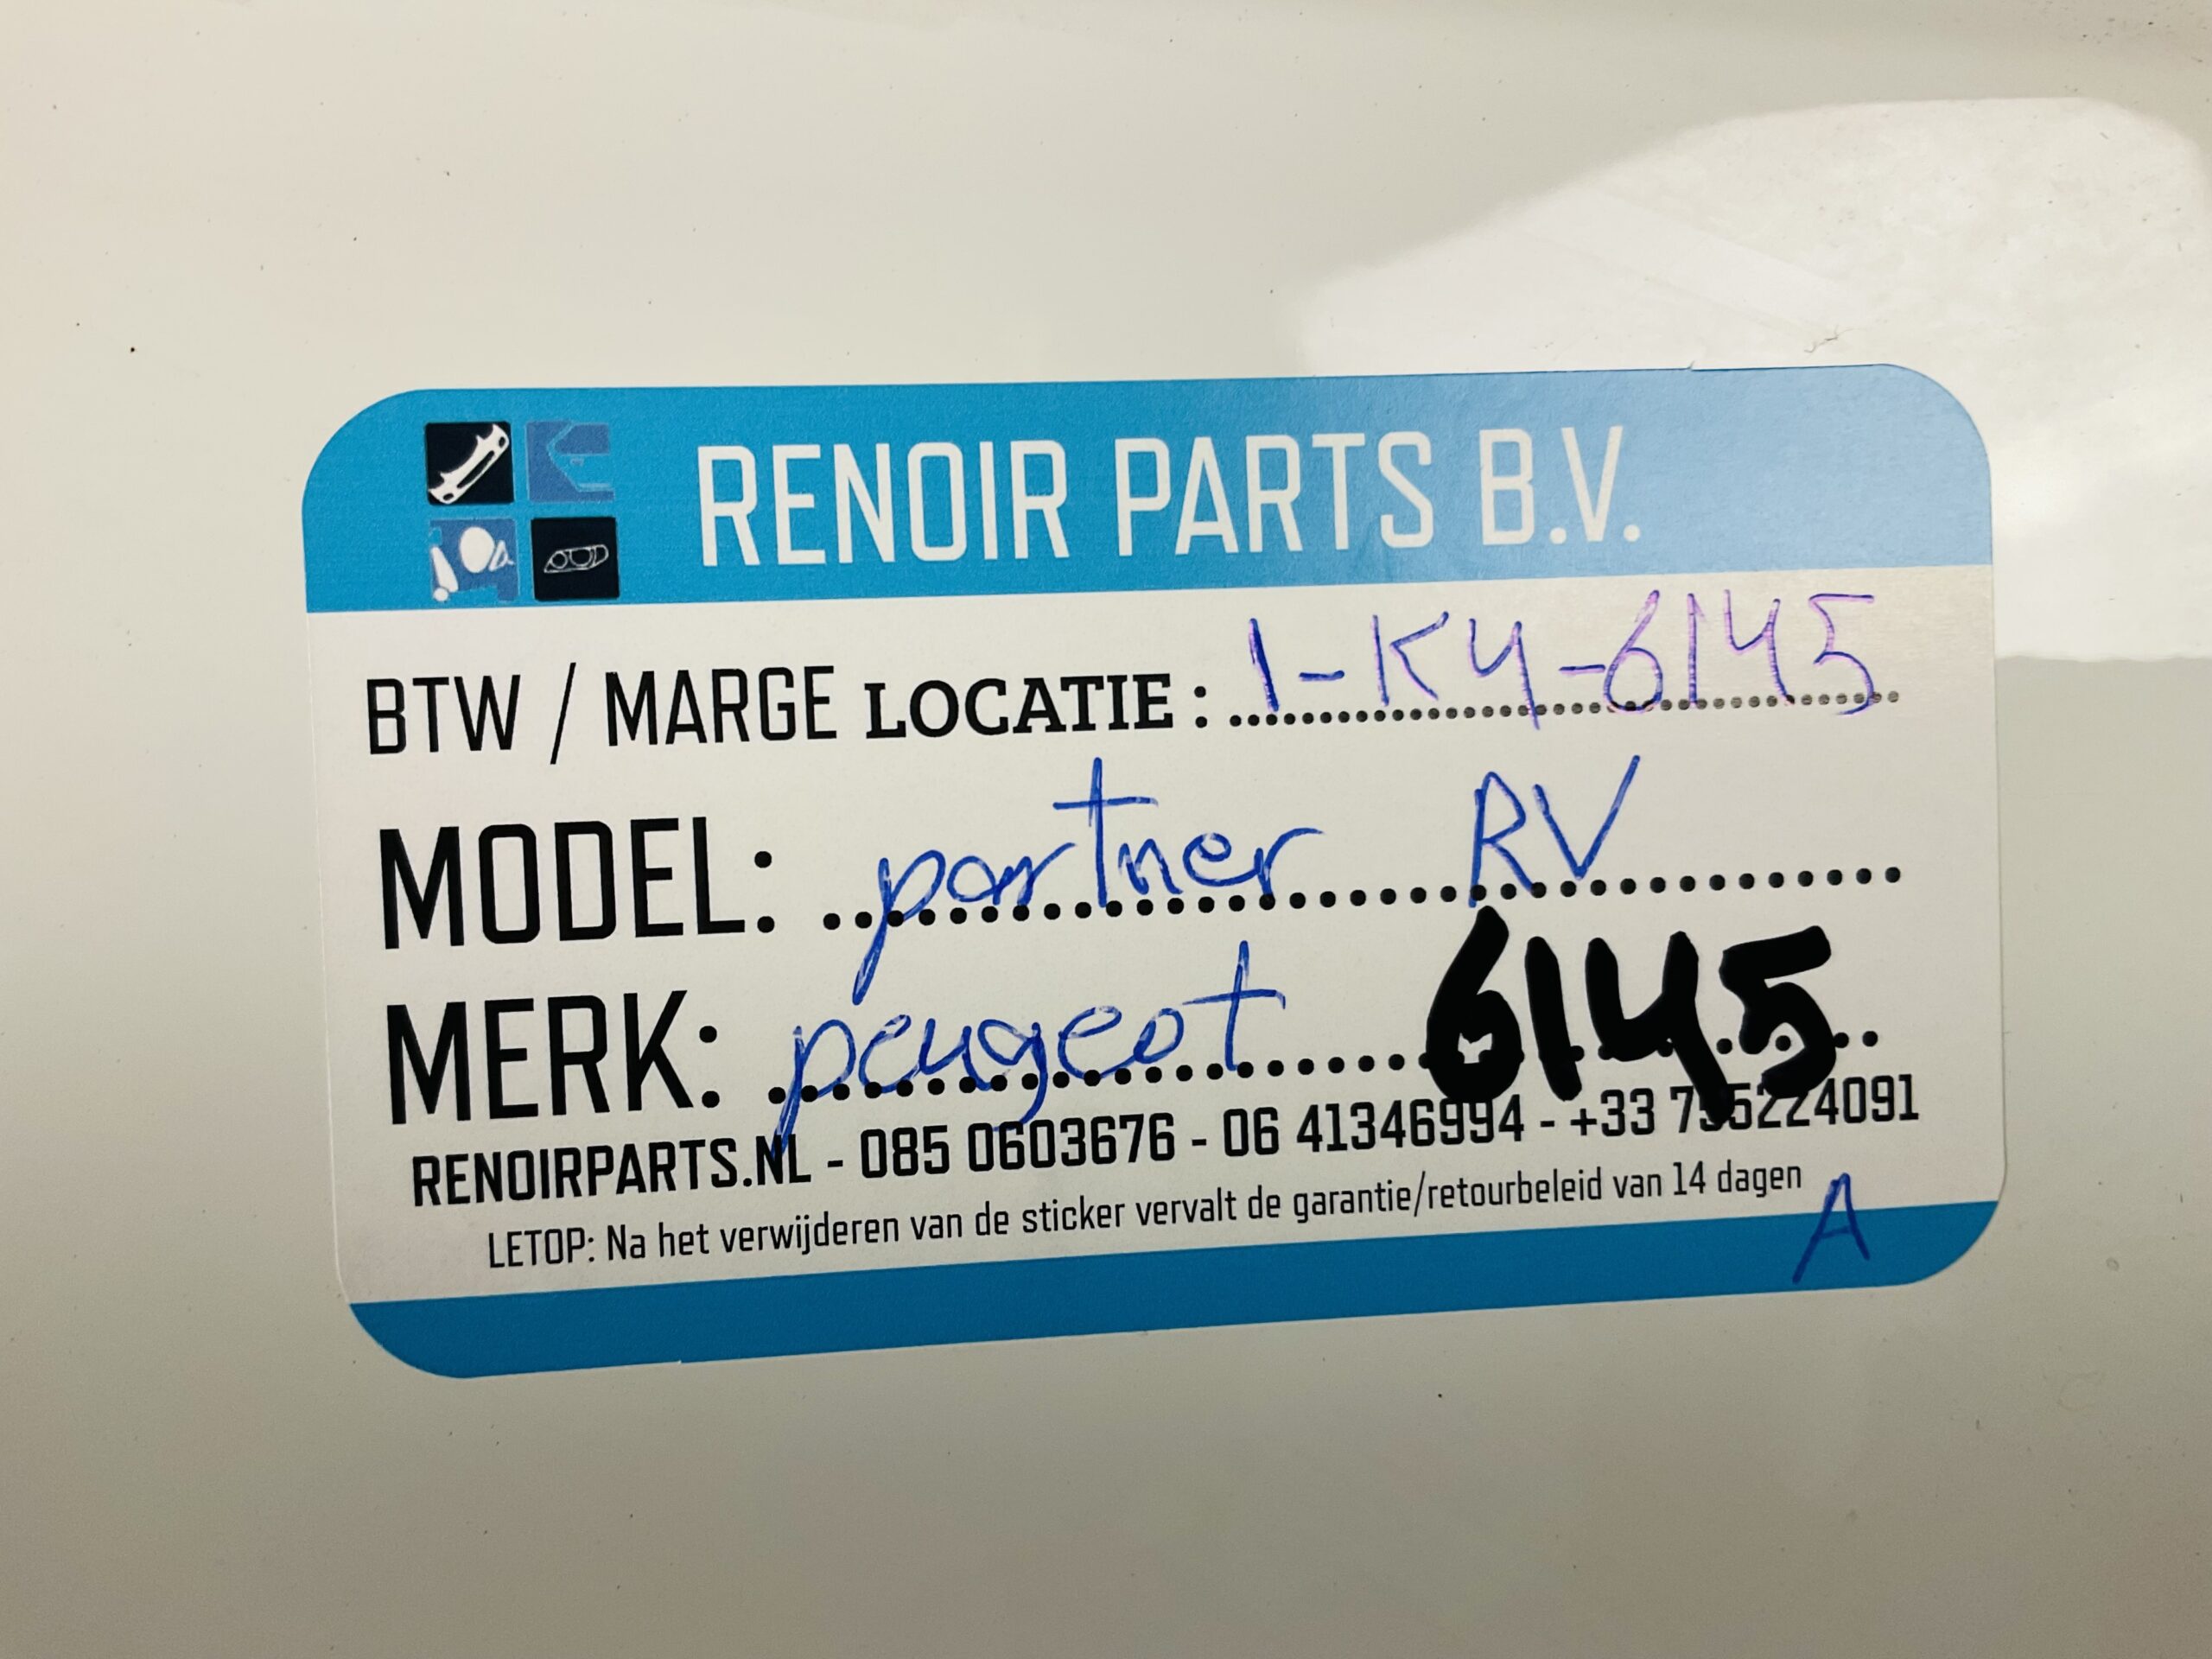 RENOIR PARTS B.V.
BTW / MARGE LOCATIE : 1-K4-6145
MODEL: partner RV
MERK: peugeot 6145
RENOIRPARTS.NL - 085 0603676 - 06 41346994 - +33 755224091
LETOP: Na het verwijderen van de sticker vervalt de garantie/retourbeleid van 14 dagen
A